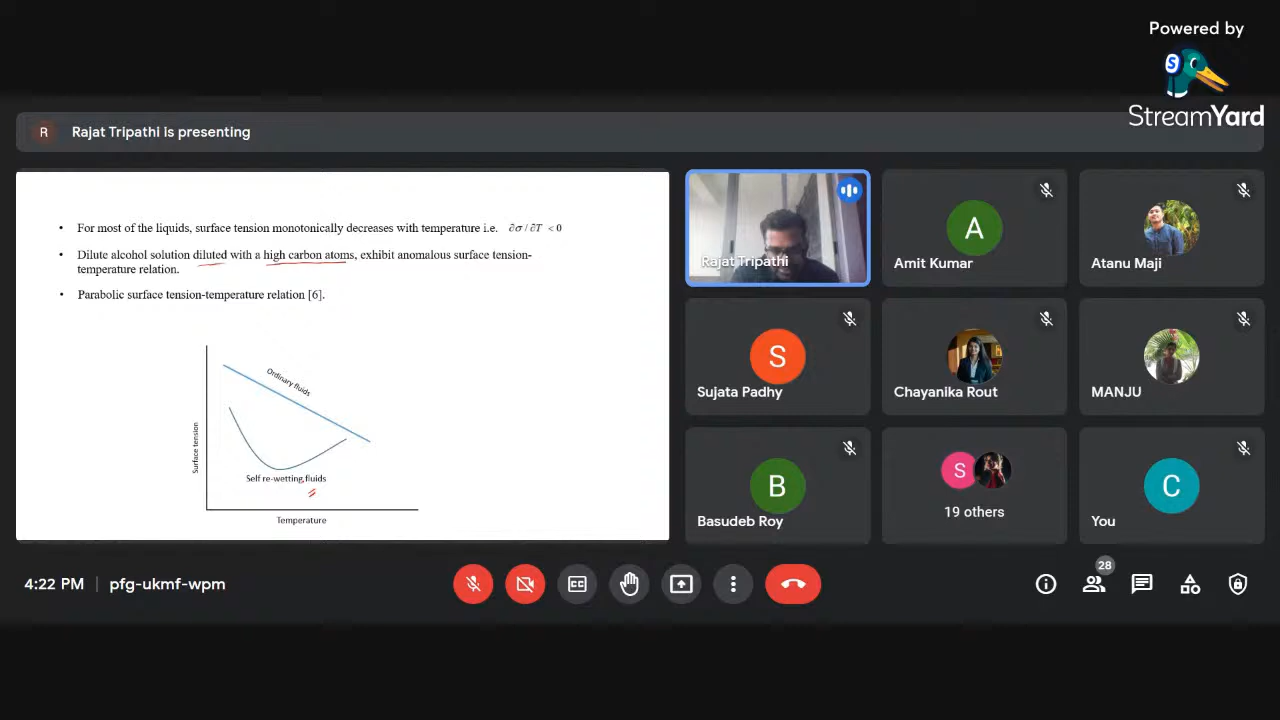 Powered by
StreamYard
R Rajat Tripathi is presenting
• For most of the liquids, surface tension monotonically decreases with temperature i.e. ∂σ/∂T < 0
• Dilute alcohol solution diluted with a high carbon atoms, exhibit anomalous surface tension-
temperature relation.
• Parabolic surface tension-temperature relation [6].
Ordinary fluids
Surface tension
Self re-wetting fluids
Temperature
Rajat Tripathi
A
Amit Kumar
Atanu Maji
S
Sujata Padhy
Chayanika Rout
MANJU
B
Basudeb Roy
S
19 others
C
You
4:22 PM | pfg-ukmf-wpm
CC
28